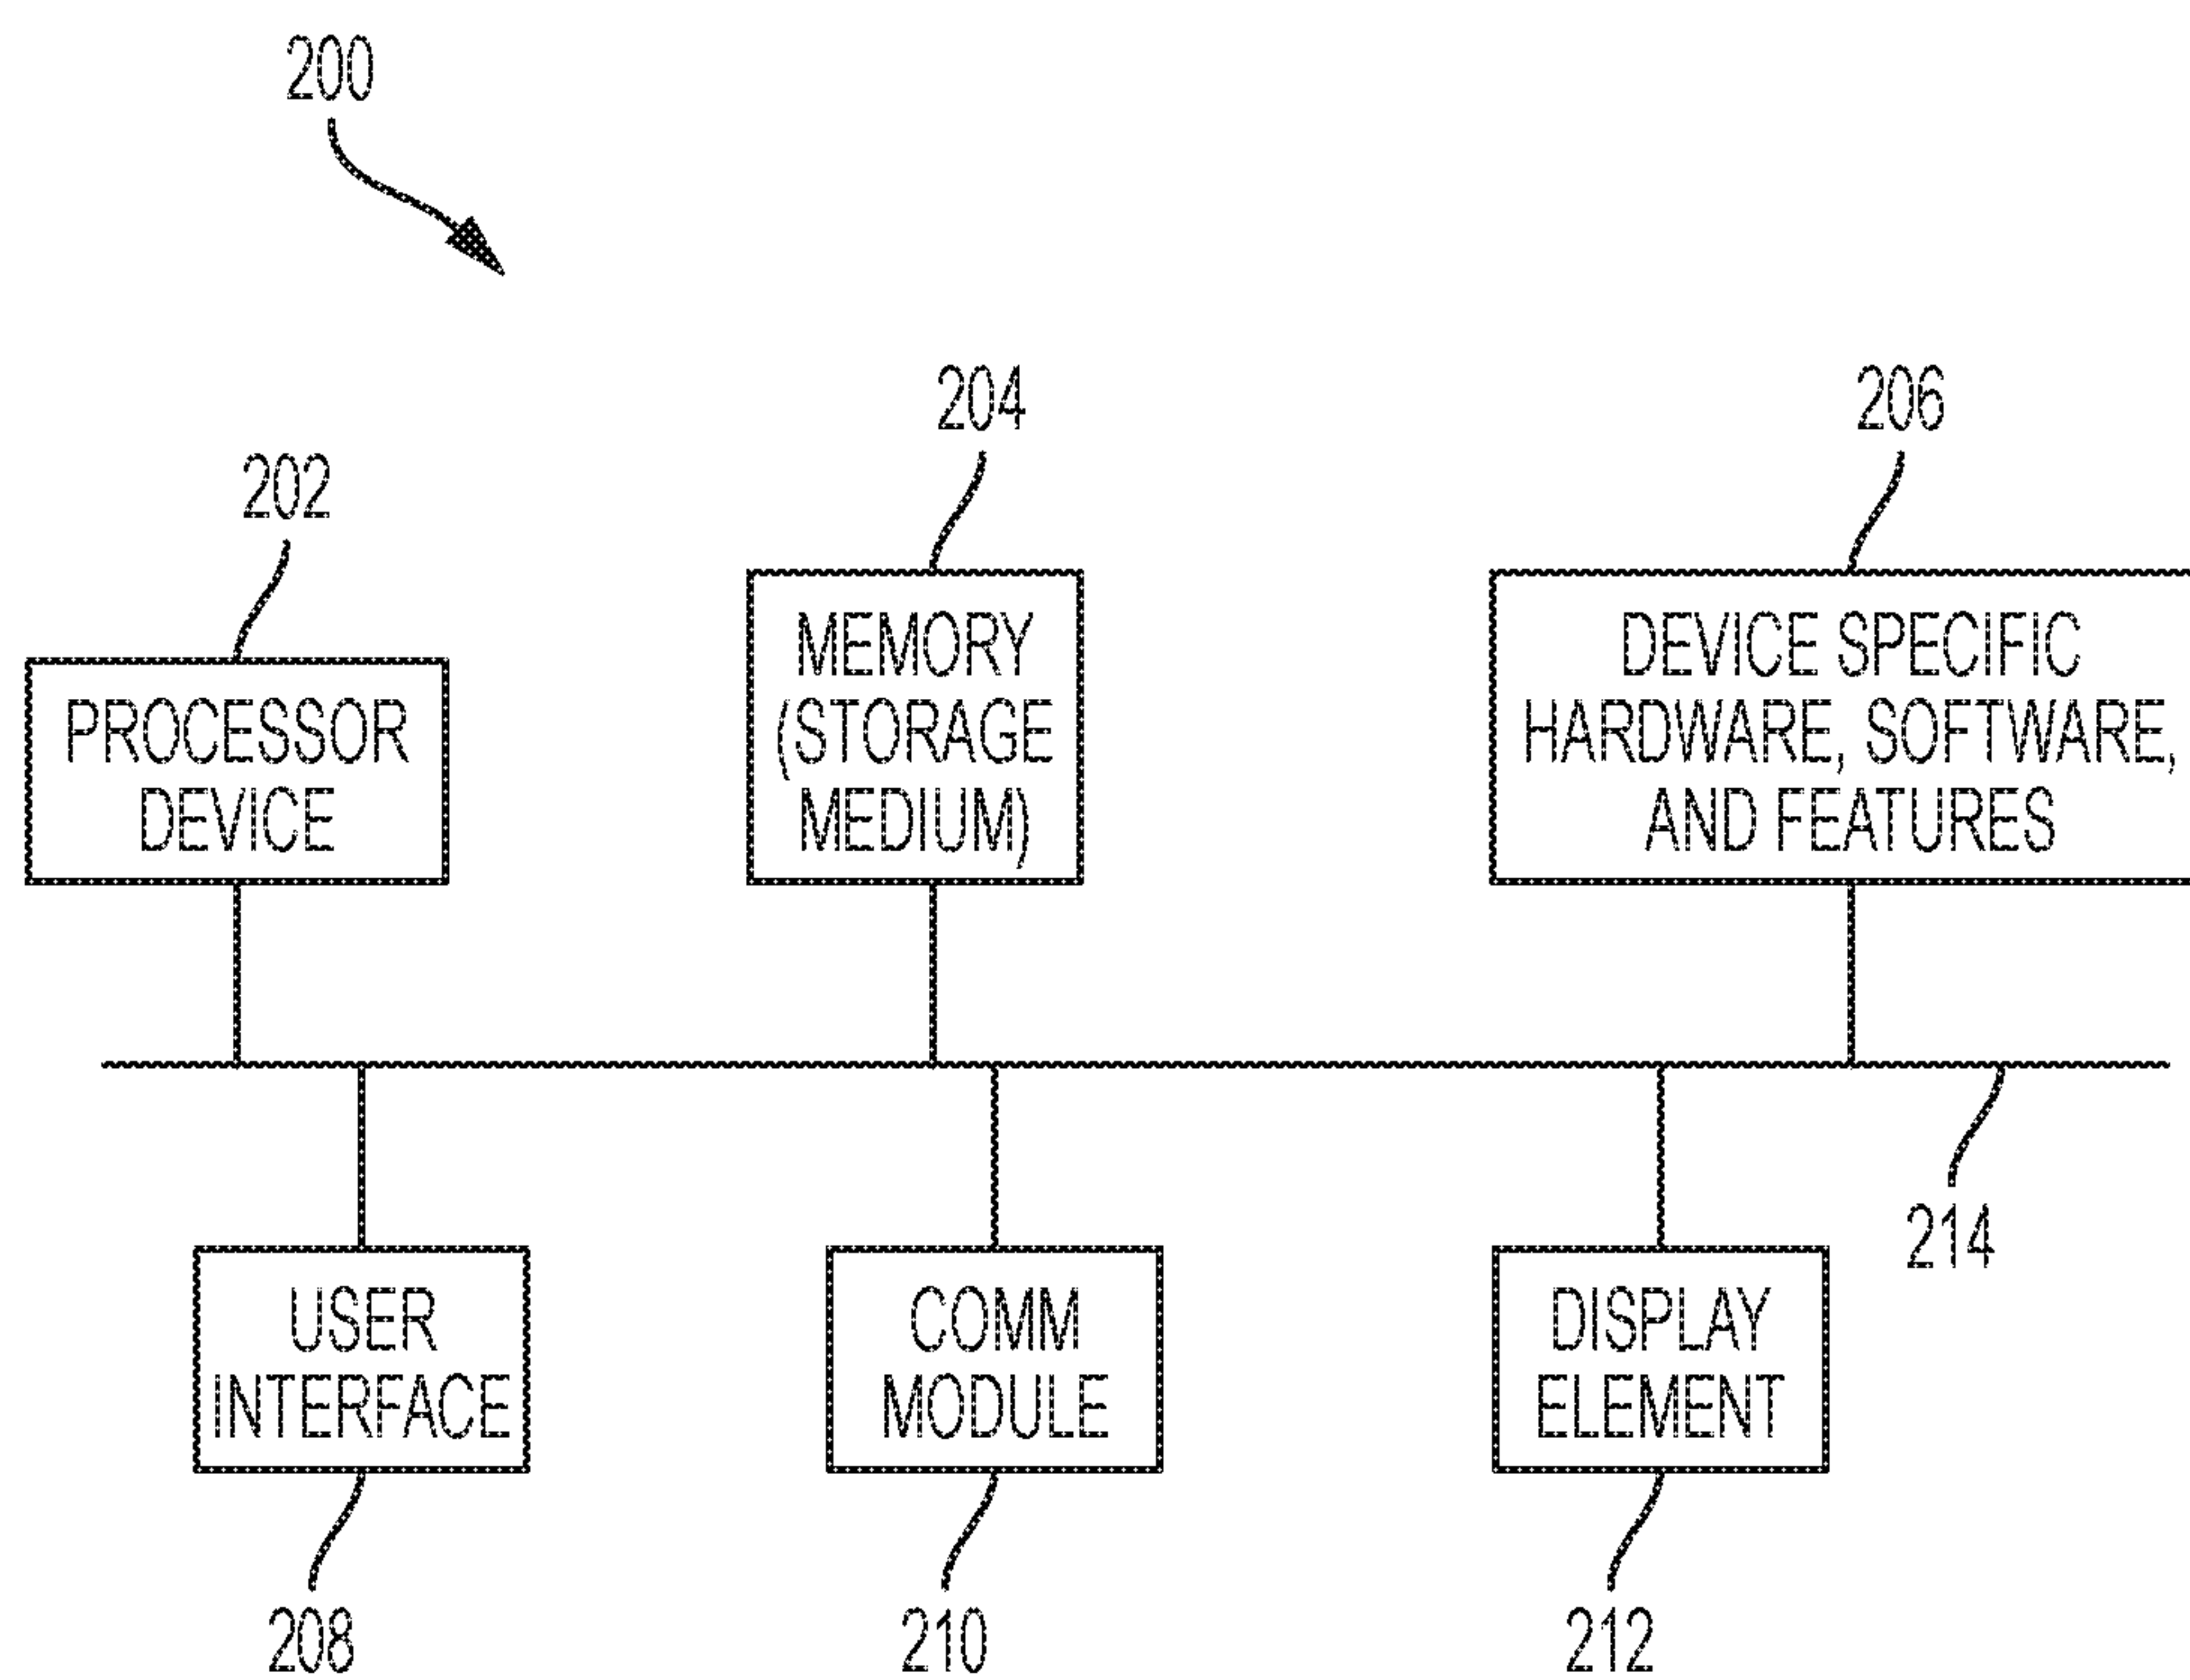 200
204
206
202
MEMORY
(STORAGE
MEDIUM)
DEVICE SPECIFIC
HARDWARE, SOFTWARE,
AND FEATURES
PROCESSOR
DEVICE
214
USER
INTERFACE
COMM
MODULE
DISPLAY
ELEMENT
208
210
212